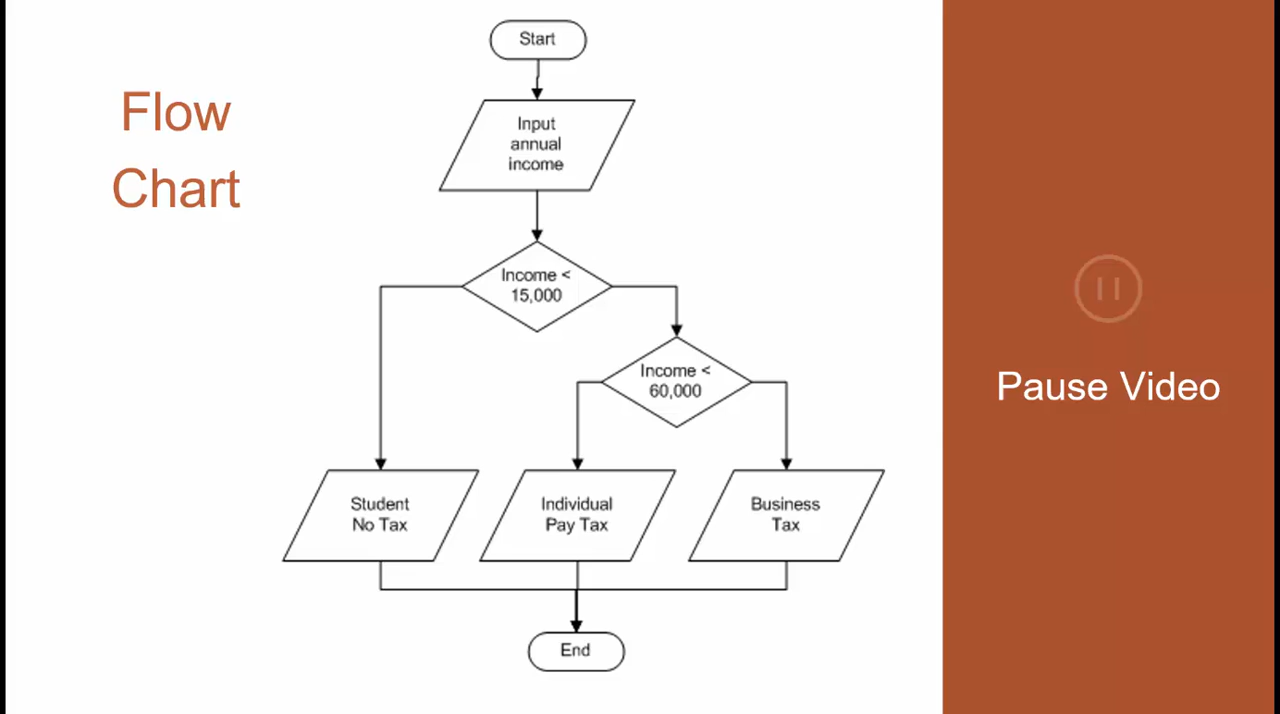 Flow
Chart
Start
Input
annual
income
Income <
15,000
Income <
60,000
Student
No Tax
Individual
Pay Tax
Business
Tax
End
Pause Video